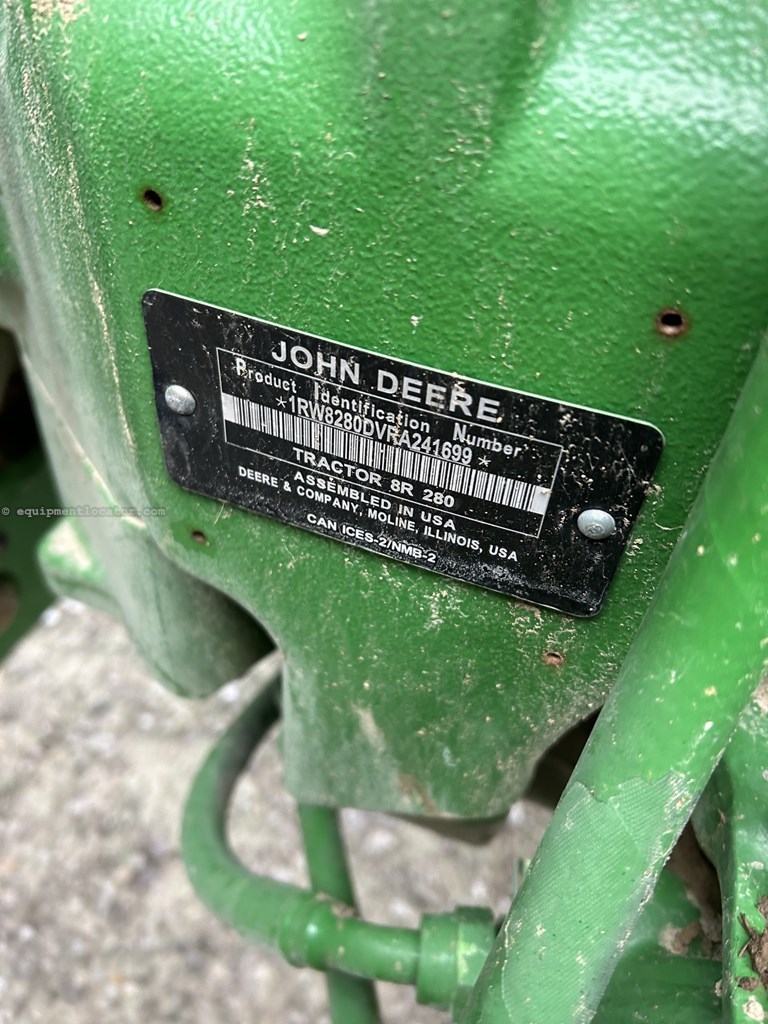 JOHN DEERE
Product Identification Number
*1RW8280DVRA241699*
TRACTOR 8R 280
ASSEMBLED IN USA
DEERE & COMPANY, MOLINE, ILLINOIS, USA
CAN ICES-2/NMB-2
© equipmentlocator.com